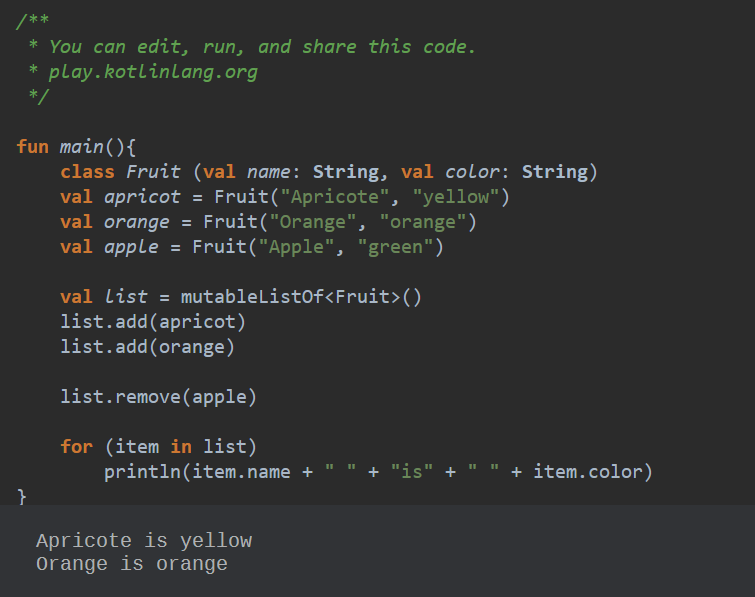 /**
 * You can edit, run, and share this code.
 * play.kotlinlang.org
 */
fun main(){
    class Fruit (val name: String, val color: String)
    val apricot = Fruit("Apricote", "yellow")
    val orange = Fruit("Orange", "orange")
    val apple = Fruit("Apple", "green")
    val list = mutableListOf<Fruit>()
    list.add(apricot)
    list.add(orange)
    list.remove(apple)
    for (item in list)
        println(item.name + " " + "is" + " " + item.color)
}
Apricote is yellow
Orange is orange